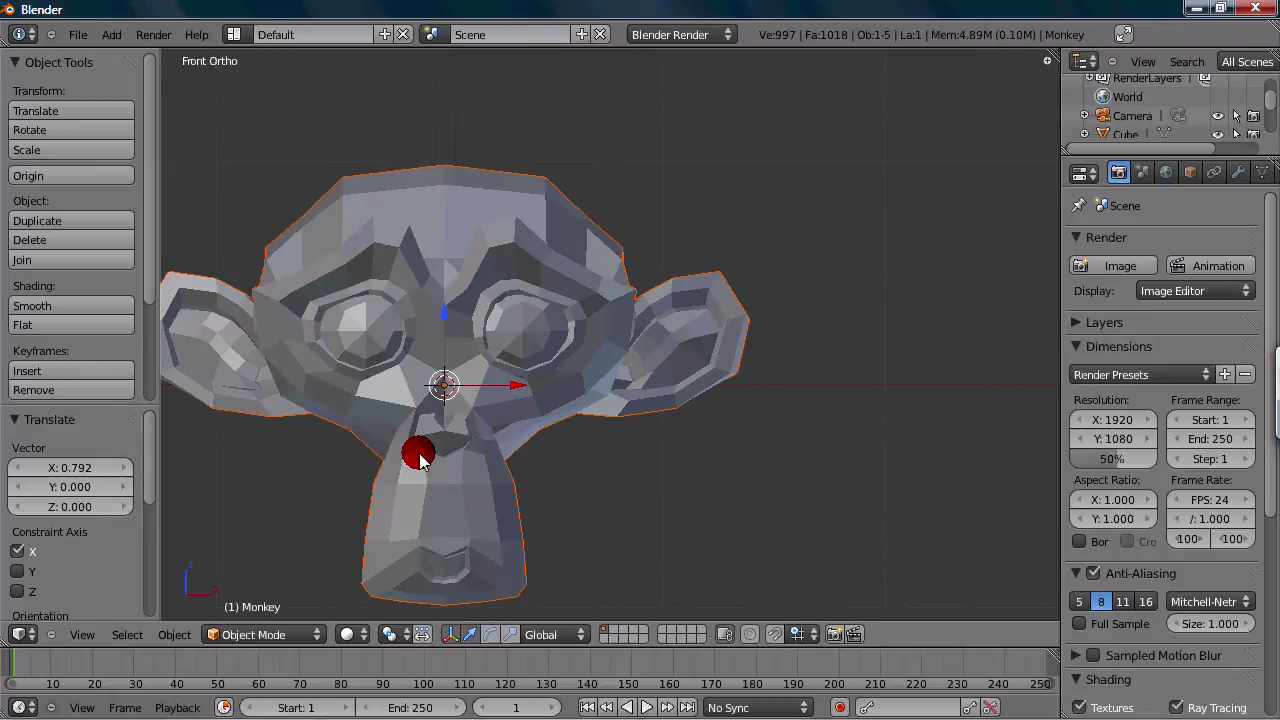 Blender
File Add Render Help Default Scene Blender Render Ve:997 | Fa:1018 | Ob:1-5 | La:1 | Mem:4.89M (0.10M) | Monkey
Object Tools
Transform:
Translate
Rotate
Scale
Origin
Object:
Duplicate
Delete
Join
Shading:
Smooth
Flat
Keyframes:
Insert
Remove
Translate
Vector
X: 0.792
Y: 0.000
Z: 0.000
Constraint Axis
X
Y
Z
Orientation
Front Ortho
(1) Monkey
View Select Object Object Mode Global
10 20 30 40 50 60 70 80 90 100 110 120 130 140 150 160 170 180 190 200 210 220 230 240 250
View Frame Playback Start: 1 End: 250 1 No Sync
View Search All Scenes
RenderLayers
World
Camera
Cube
Scene
Render
Image Animation
Display: Image Editor
Layers
Dimensions
Render Presets
Resolution: Frame Range:
X: 1920 Start: 1
Y: 1080 End: 250
50% Step: 1
Aspect Ratio: Frame Rate:
X: 1.000 FPS: 24
Y: 1.000 /: 1.000
Bor Cro 100 100
Anti-Aliasing
5 8 11 16 Mitchell-Netr
Full Sample Size: 1.000
Sampled Motion Blur
Shading
Textures Ray Tracing